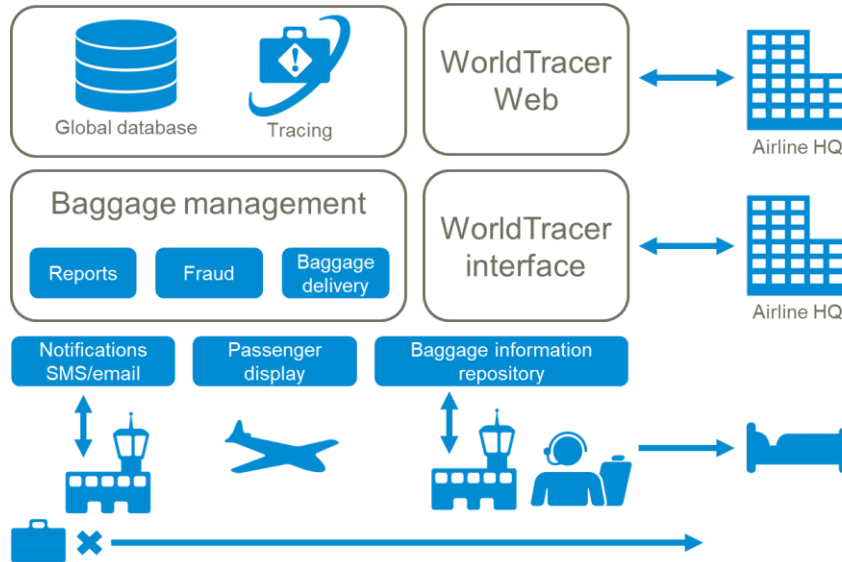 Global database
Tracing
WorldTracer
Web
Airline HQ
Baggage management
Reports
Fraud
Baggage
delivery
WorldTracer
interface
Airline HQ
Notifications
SMS/email
Passenger
display
Baggage information
repository